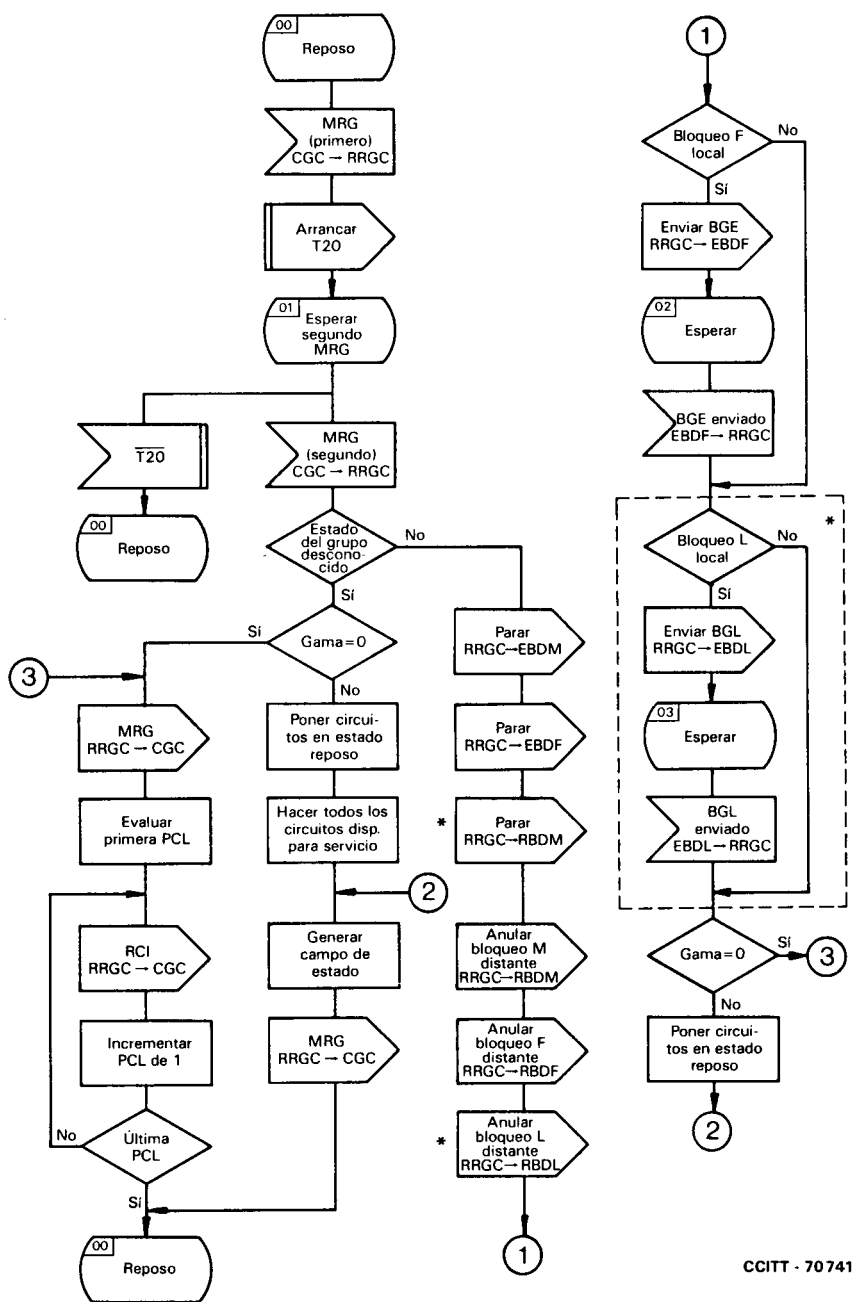 00
Reposo
MRG
(primero)
CGC → RRGC
Arrancar
T20
01
Esperar
segundo
MRG
T20
00
Reposo
MRG
(segundo)
CGC → RRGC
Estado
del grupo
descono-
cido
No
Sí
Gama=0
Sí
No
3
MRG
RRGC → CGC
Evaluar
primera PCL
RCI
RRGC → CGC
Incrementar
PCL de 1
Última
PCL
No
Sí
00
Reposo
Poner circuitos
en estado
reposo
Hacer todos los
circuitos disp.
para servicio
2
Generar
campo de
estado
MRG
RRGC → CGC
Parar
RRGC→EBDM
Parar
RRGC→EBDF
*
Parar
RRGC→RBDM
Anular
bloqueo M
distante
RRGC→RBDM
Anular
bloqueo F
distante
RRGC→RBDF
*
Anular
bloqueo L
distante
RRGC→RBDL
1
1
Bloqueo F
local
No
Sí
Enviar BGE
RRGC→EBDF
02
Esperar
BGE enviado
EBDF→RRGC
*
Bloqueo L
local
No
Sí
Enviar BGL
RRGC→EBDL
03
Esperar
BGL
enviado
EBDL→RRGC
Gama=0
Sí
3
No
Poner circui-
tos en estado
reposo
2
CCITT - 70741